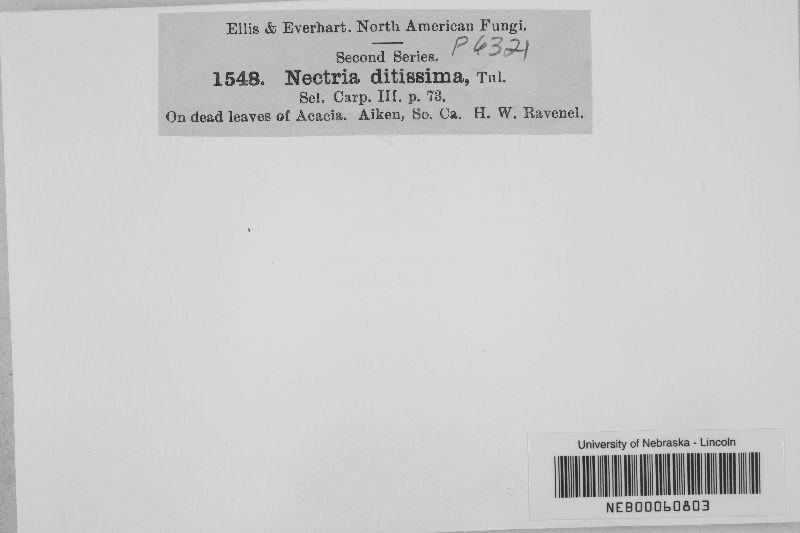 Ellis & Everhart. North American Fungi.
Second Series. P 6321
1548. Nectria ditissima, Tul.
Sel. Carp. III. p. 73.
On dead leaves of Acacia. Aiken, So. Ca. H. W. Ravenel.
University of Nebraska - Lincoln
NEB00060803